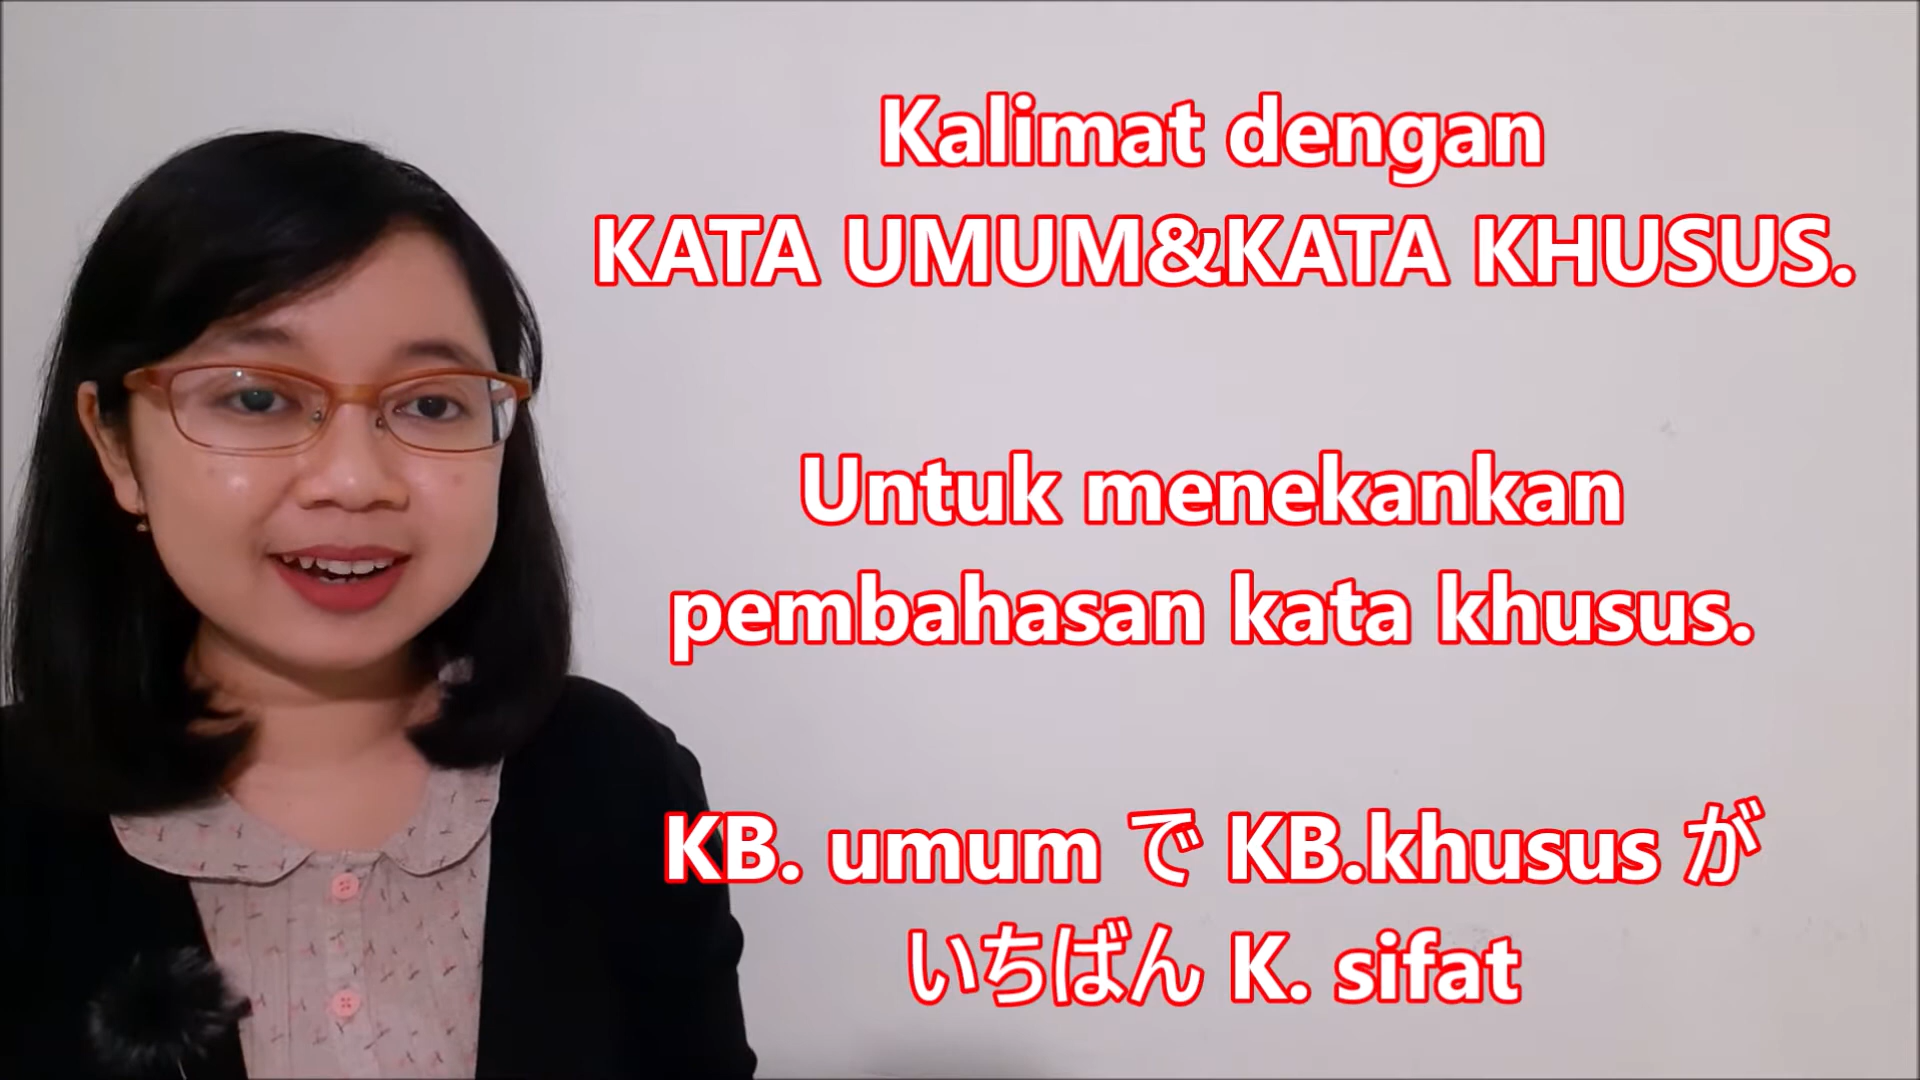 Kalimat dengan
KATA UMUM&KATA KHUSUS.
Untuk menekankan
pembahasan kata khusus.
KB. umum で KB.khusus が
いちばん K. sifat